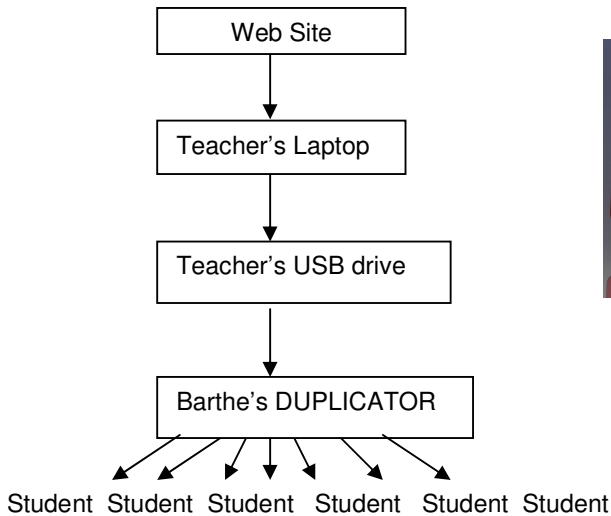 Web Site
Teacher’s Laptop
Teacher’s USB drive
Barthe’s DUPLICATOR
Student Student Student Student Student Student